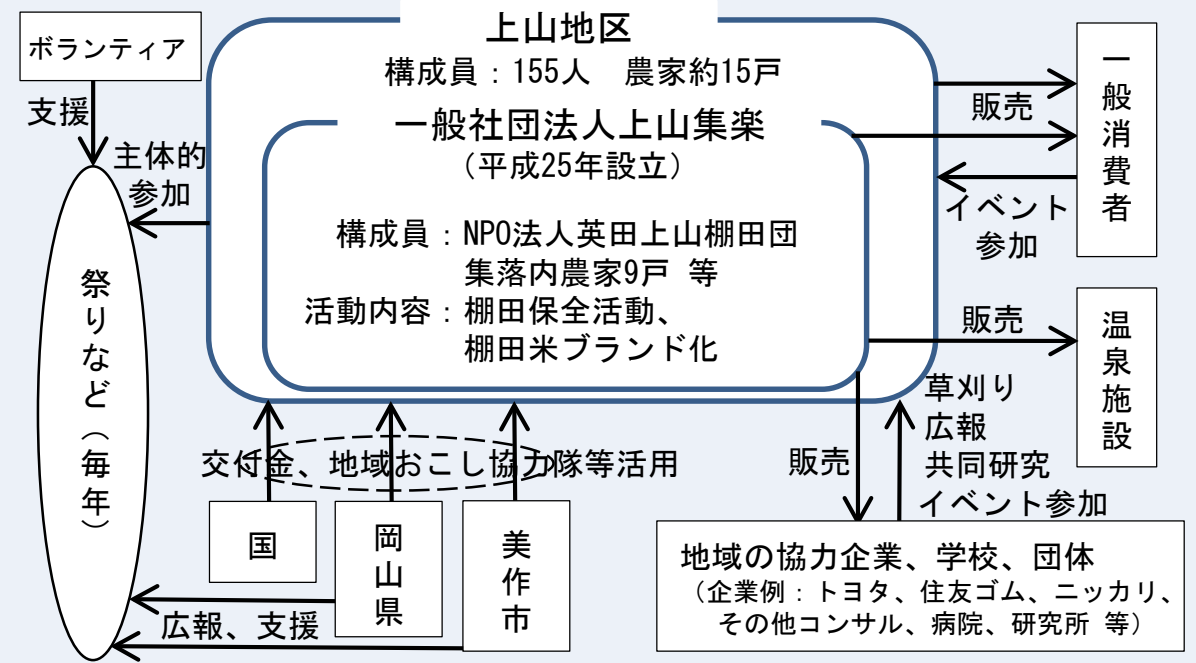 上山地区
構成員：155人　農家約15戸
一般社団法人上山集楽
（平成25年設立）
構成員：NPO法人英田上山棚田団
集落内農家9戸 等
活動内容：棚田保全活動、
棚田米ブランド化
ボランティア
支援
主体的
参加
祭りなど（毎年）
販売
イベント
参加
一般消費者
販売
温泉施設
草刈り
広報
共同研究
イベント参加
販売
交付金、地域おこし協力隊等活用
国
岡山県
美作市
広報、支援
地域の協力企業、学校、団体
（企業例：トヨタ、住友ゴム、ニッカリ、
その他コンサル、病院、研究所 等）